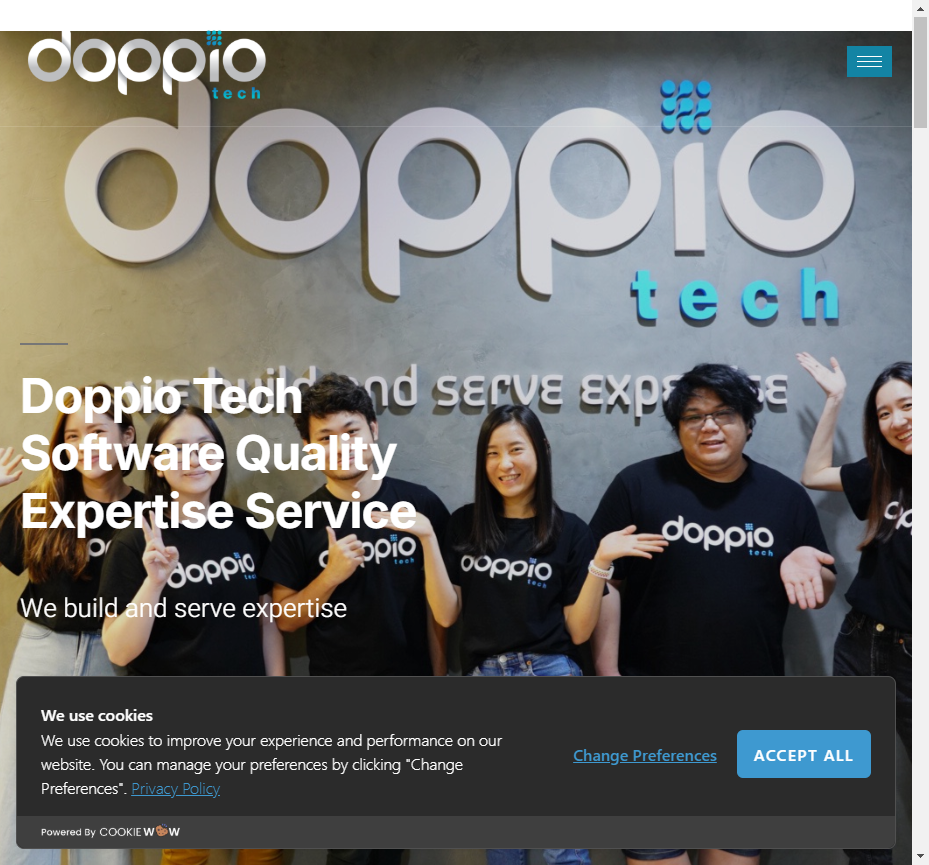 doppio
tech
doppio
tech
we build and serve expertise
Doppio Tech
Software Quality
Expertise Service
doppio
tech
doppio
tech
doppio
tech
doppio
tech
We build and serve expertise
We use cookies
We use cookies to improve your experience and performance on our
website. You can manage your preferences by clicking "Change
Preferences". Privacy Policy
Change Preferences
ACCEPT ALL
Powered By COOKIE WOW